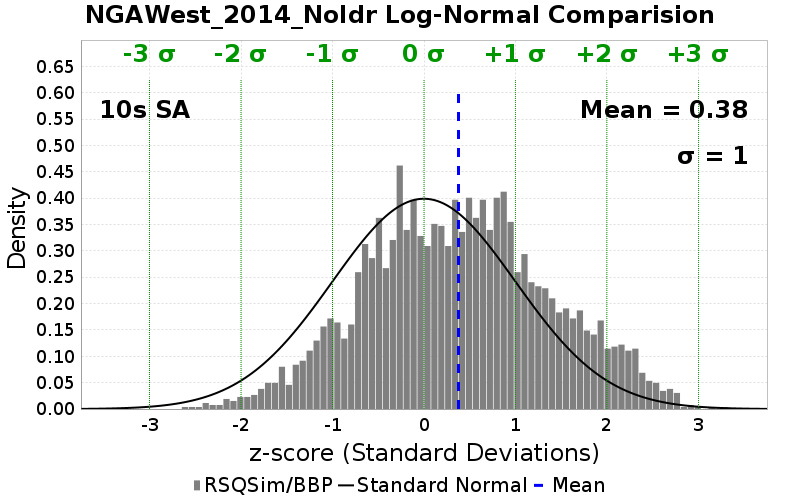 NGAWest_2014_NoIdr Log-Normal Comparision
-3 σ -2 σ -1 σ 0 σ +1 σ +2 σ +3 σ
10s SA
Mean = 0.38
σ = 1
Density
0.65
0.60
0.55
0.50
0.45
0.40
0.35
0.30
0.25
0.20
0.15
0.10
0.05
0.00
-3 -2 -1 0 1 2 3
z-score (Standard Deviations)
RSQSim/BBP Standard Normal Mean